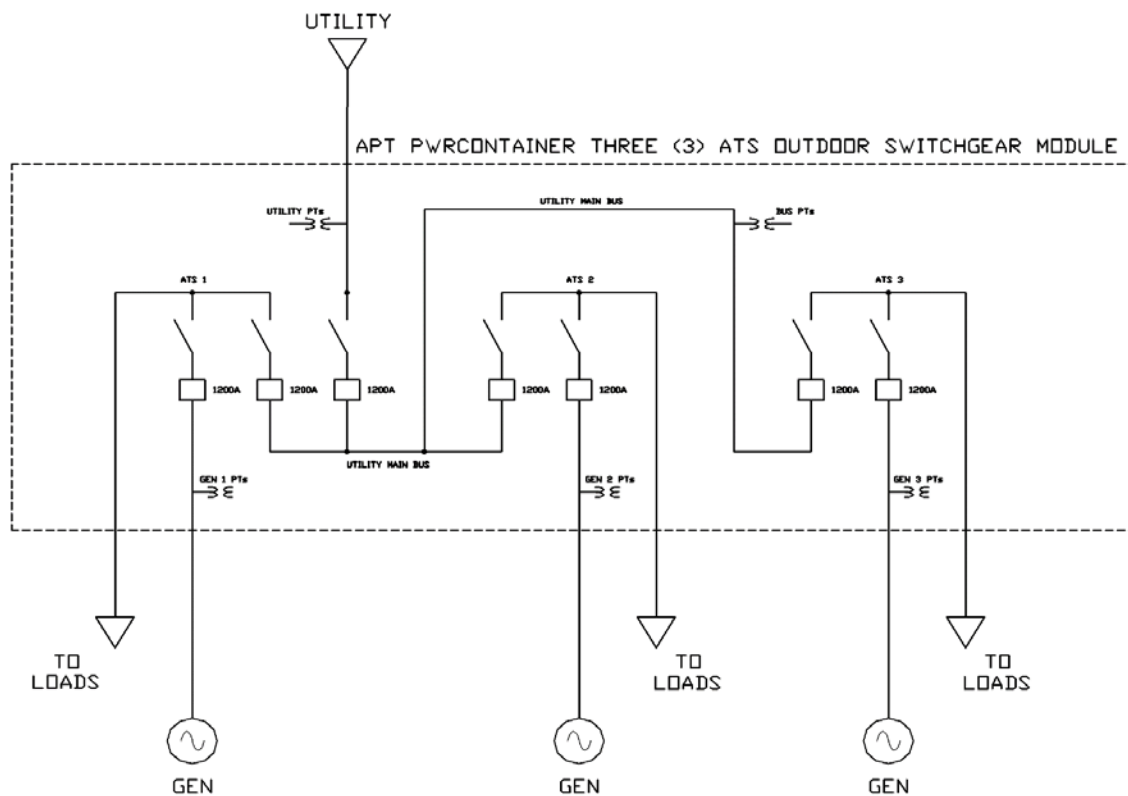 UTILITY
APT PWRCONTAINER THREE (3) ATS OUTDOOR SWITCHGEAR MODULE
UTILITY MAIN BUS
UTILITY PTs
BUS PTs
ATS 1
ATS 2
ATS 3
1200A
1200A
1200A
1200A
1200A
1200A
1200A
UTILITY MAIN BUS
GEN 1 PTs
GEN 2 PTs
GEN 3 PTs
TO
LOADS
TO
LOADS
TO
LOADS
GEN
GEN
GEN